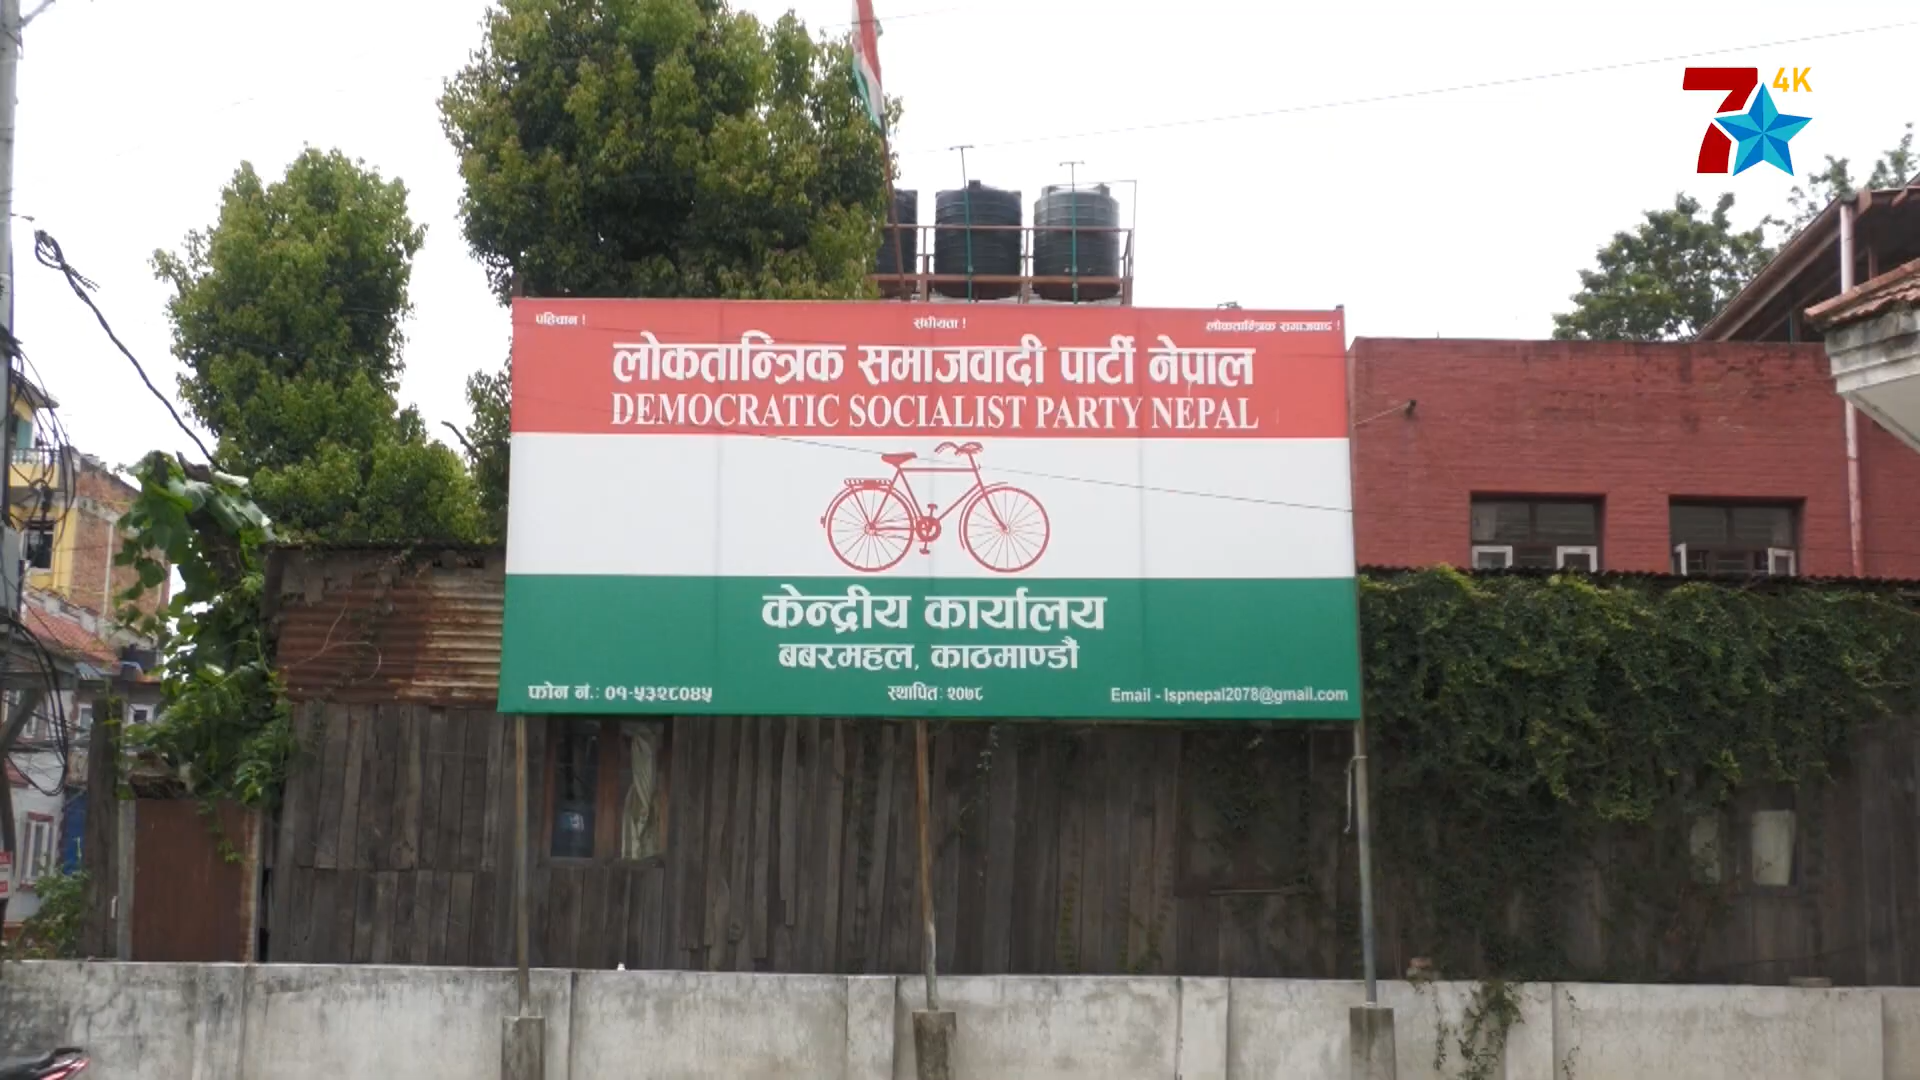 7 4K
पहिचान ! संघीयता ! लोकतान्त्रिक समाजवाद !
लोकतान्त्रिक समाजवादी पार्टी नेपाल
DEMOCRATIC SOCIALIST PARTY NEPAL
केन्द्रीय कार्यालय
बबरमहल, काठमाण्डौं
फोन नं.: ०१-५३२८०४५ स्थापित: २०७८ Email - lspnepal2078@gmail.com